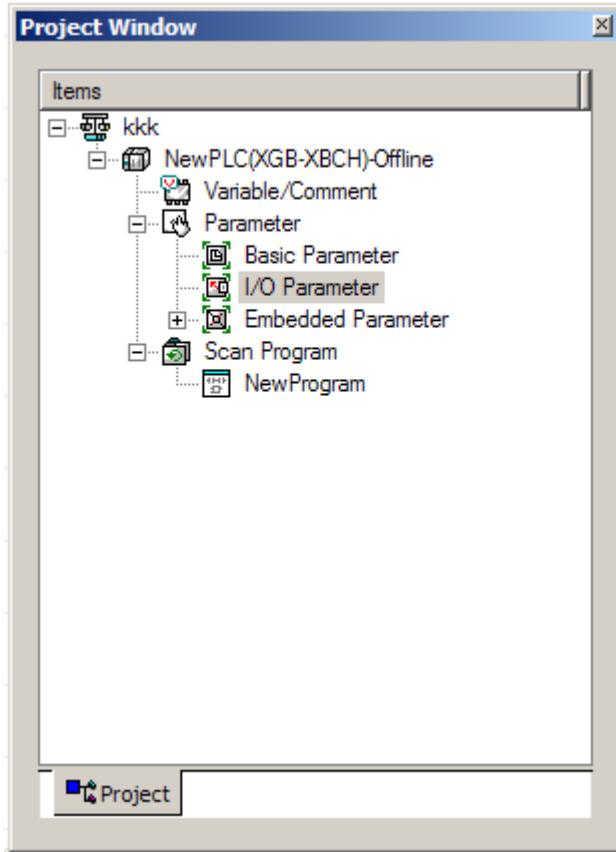 Project Window
Items
kkk
NewPLC(XGB-XBCH)-Offline
Variable/Comment
Parameter
Basic Parameter
I/O Parameter
Embedded Parameter
Scan Program
NewProgram
Project